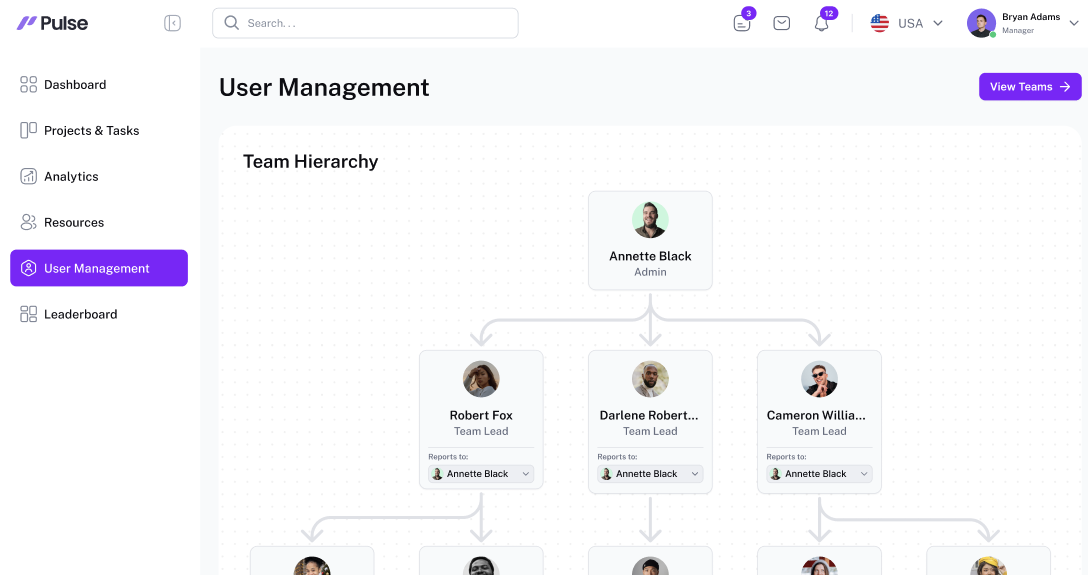 Pulse
Search. . .
3
12
USA
Bryan Adams
Manager
Dashboard
Projects & Tasks
Analytics
Resources
User Management
Leaderboard
User Management
View Teams
Team Hierarchy
Annette Black
Admin
Robert Fox
Team Lead
Reports to:
Annette Black
Darlene Robert...
Team Lead
Reports to:
Annette Black
Cameron Willia...
Team Lead
Reports to:
Annette Black